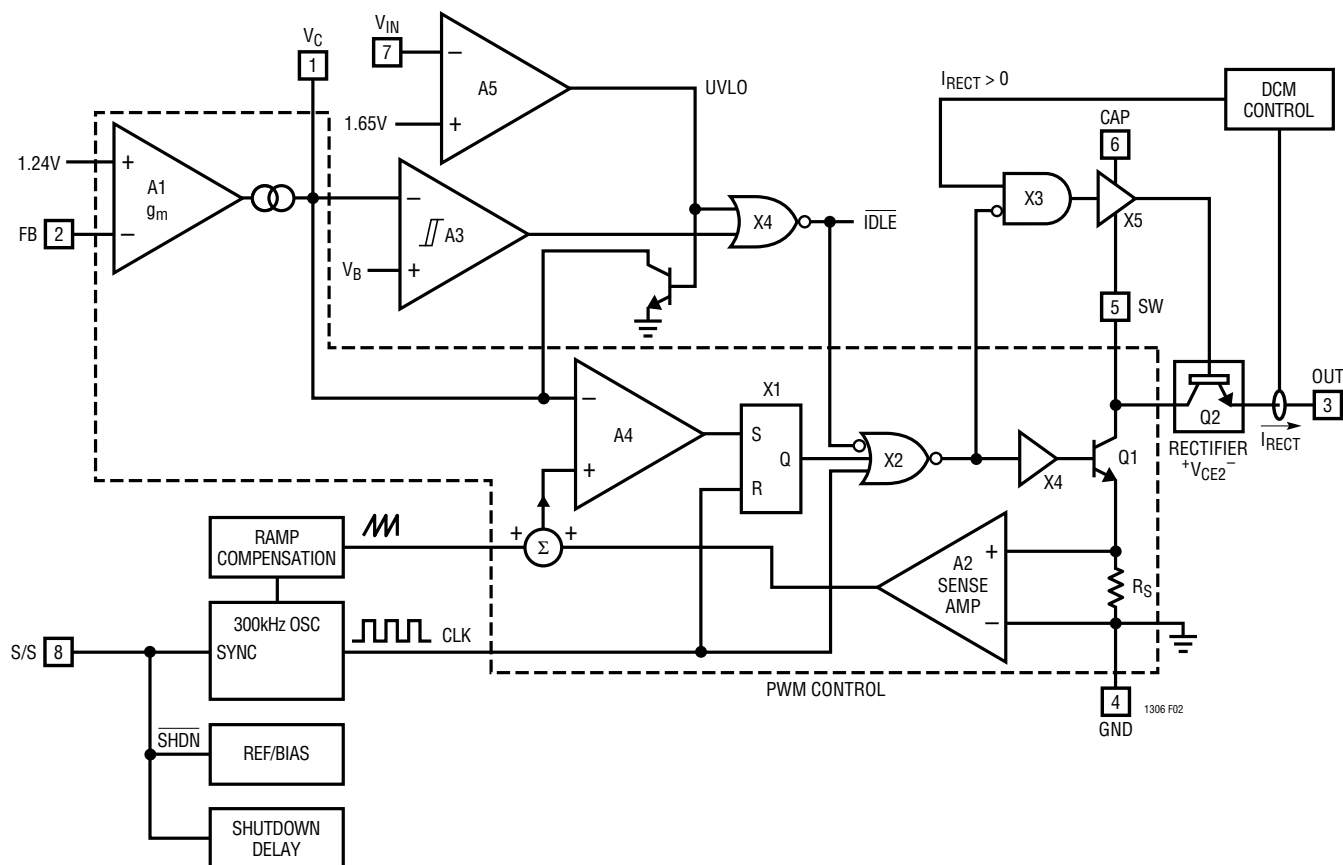 VC
1
VIN
7
−
A5
1.65V
+
UVLO
IRECT > 0
DCM
CONTROL
CAP
6
1.24V
+
A1
gm
−
FB
2
−
A3
VB
+
X4
IDLE
X3
X5
5
SW
OUT
3
Q2
IRECT
RECTIFIER
+VCE2−
−
A4
+
X1
S
Q
R
X2
X4
Q1
RAMP
COMPENSATION
+
Σ
+
A2
SENSE
AMP
+
−
RS
300kHz OSC
SYNC
CLK
S/S
8
PWM CONTROL
4
GND
1306 F02
SHDN
REF/BIAS
SHUTDOWN
DELAY